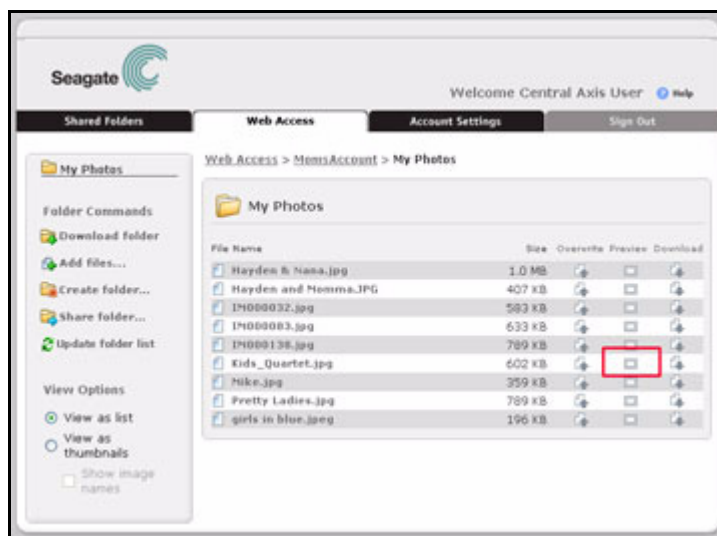 Seagate
Welcome Central Axis User Help
Shared Folders Web Access Account Settings Sign Out
My Photos
Folder Commands
Download folder
Add files...
Create folder...
Share folder...
Update folder list
View Options
View as list
View as
thumbnails
Show image
names
Web Access > MomsAccount > My Photos
My Photos
File Name Size Overwrite Preview Download
Hayden & Nana.jpg 1.0 MB
Hayden and Momma.JPG 407 KB
IM000032.jpg 583 KB
IM000083.jpg 633 KB
IM000138.jpg 789 KB
Kids_Quartet.jpg 602 KB
Mike.jpg 359 KB
Pretty Ladies.jpg 789 KB
girls in blue.jpeg 196 KB